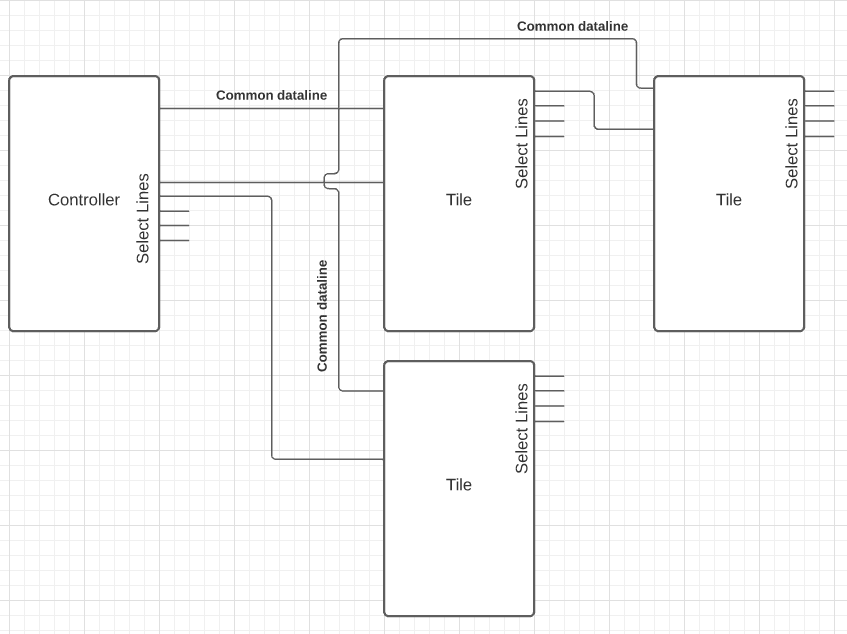 Common dataline
Common dataline
Controller
Select Lines
Tile
Select Lines
Tile
Select Lines
Common dataline
Tile
Select Lines